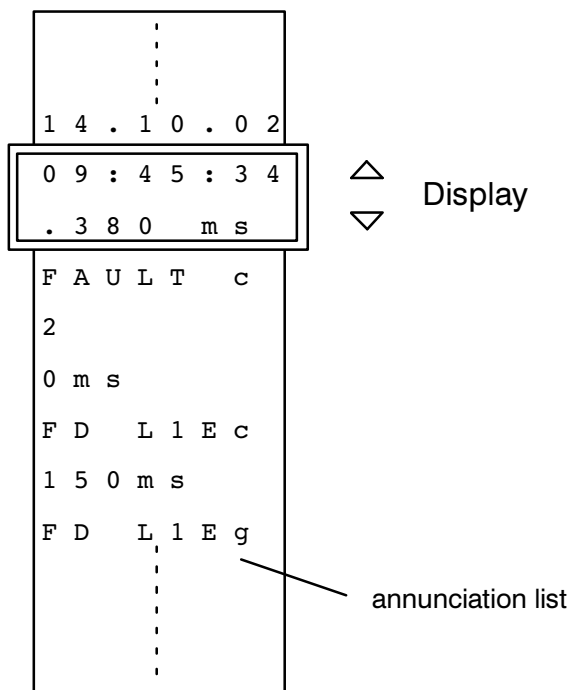 14.10.02
09:45:34
.380 ms
FAULT c
2
0ms
FD L1Ec
150ms
FD L1Eg
Display
annunciation list